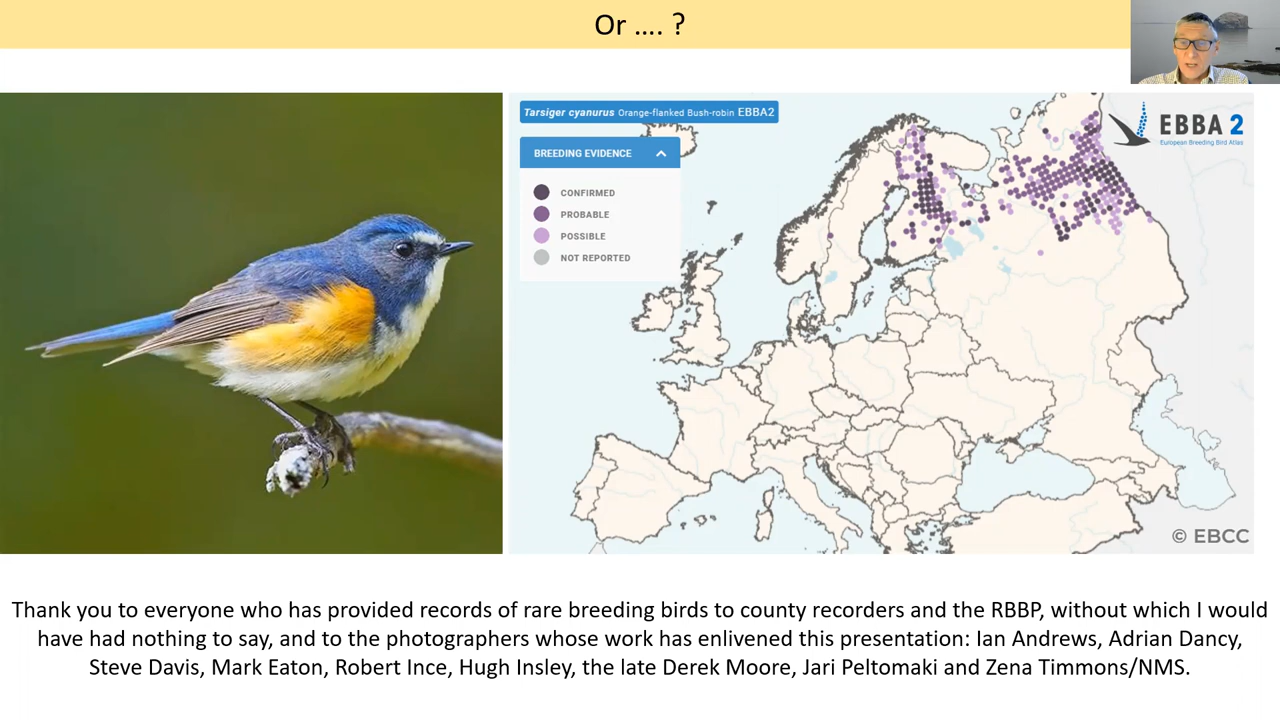 Or .... ?
Tarsiger cyanurus Orange-flanked Bush-robin EBBA2
BREEDING EVIDENCE
CONFIRMED
PROBABLE
POSSIBLE
NOT REPORTED
EBBA 2
European Breeding Bird Atlas
© EBCC
Thank you to everyone who has provided records of rare breeding birds to county recorders and the RBBP, without which I would
have had nothing to say, and to the photographers whose work has enlivened this presentation: Ian Andrews, Adrian Dancy,
Steve Davis, Mark Eaton, Robert Ince, Hugh Insley, the late Derek Moore, Jari Peltomaki and Zena Timmons/NMS.